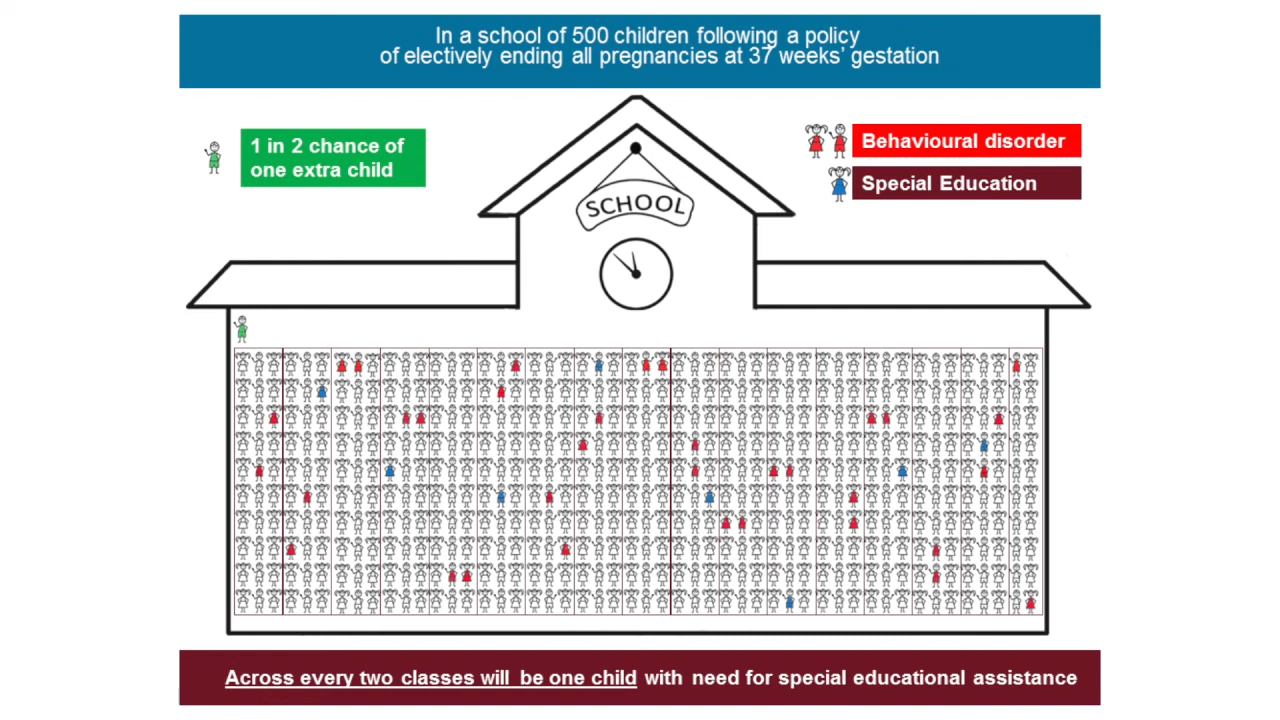 In a school of 500 children following a policy
of electively ending all pregnancies at 37 weeks’ gestation
1 in 2 chance of
one extra child
Behavioural disorder
Special Education
SCHOOL
Across every two classes will be one child with need for special educational assistance